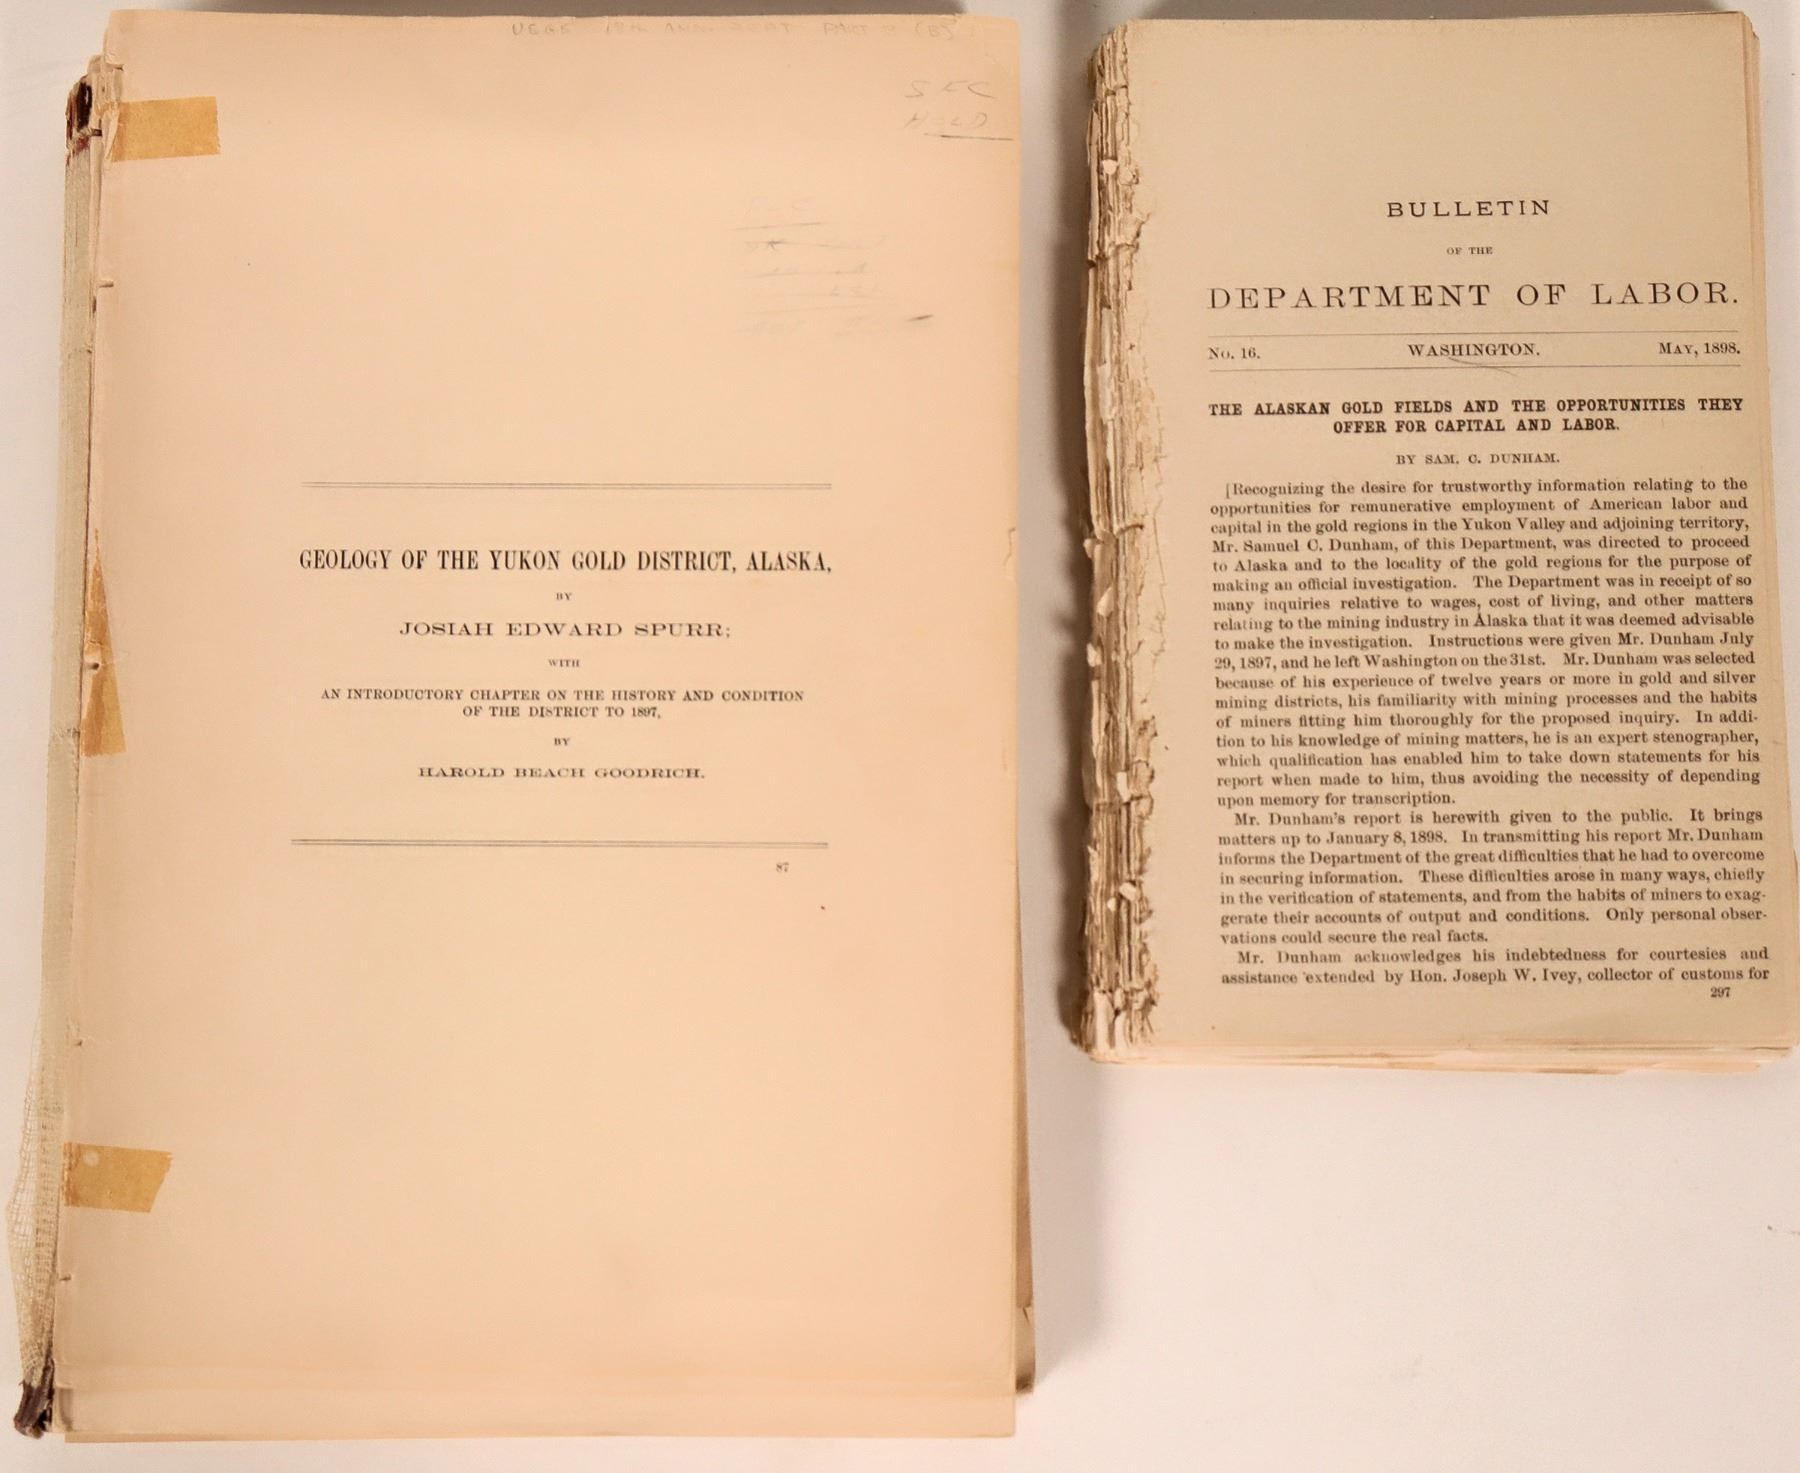 SEC
HOLD
GEOLOGY OF THE YUKON GOLD DISTRICT, ALASKA,
BY
JOSIAH EDWARD SPURR;
WITH
AN INTRODUCTORY CHAPTER ON THE HISTORY AND CONDITION
OF THE DISTRICT TO 1897,
BY
HAROLD BEACH GOODRICH.
87
BULLETIN
OF THE
DEPARTMENT OF LABOR.
No. 16. WASHINGTON. MAY, 1898.
THE ALASKAN GOLD FIELDS AND THE OPPORTUNITIES THEY
OFFER FOR CAPITAL AND LABOR.
BY SAM. C. DUNHAM.
[Recognizing the desire for trustworthy information relating to the
opportunities for remunerative employment of American labor and
capital in the gold regions in the Yukon Valley and adjoining territory,
Mr. Samuel C. Dunham, of this Department, was directed to proceed
to Alaska and to the locality of the gold regions for the purpose of
making an official investigation. The Department was in receipt of so
many inquiries relative to wages, cost of living, and other matters
relating to the mining industry in Alaska that it was deemed advisable
to make the investigation. Instructions were given Mr. Dunham July
29, 1897, and he left Washington on the 31st. Mr. Dunham was selected
because of his experience of twelve years or more in gold and silver
mining districts, his familiarity with mining processes and the habits
of miners fitting him thoroughly for the proposed inquiry. In addi-
tion to his knowledge of mining matters, he is an expert stenographer,
which qualification has enabled him to take down statements for his
report when made to him, thus avoiding the necessity of depending
upon memory for transcription.
Mr. Dunham's report is herewith given to the public. It brings
matters up to January 8, 1898. In transmitting his report Mr. Dunham
informs the Department of the great difficulties that he had to overcome
in securing information. These difficulties arose in many ways, chiefly
in the verification of statements, and from the habits of miners to exag-
gerate their accounts of output and conditions. Only personal obser-
vations could secure the real facts.
Mr. Dunham acknowledges his indebtedness for courtesies and
assistance extended by Hon. Joseph W. Ivey, collector of customs for
297